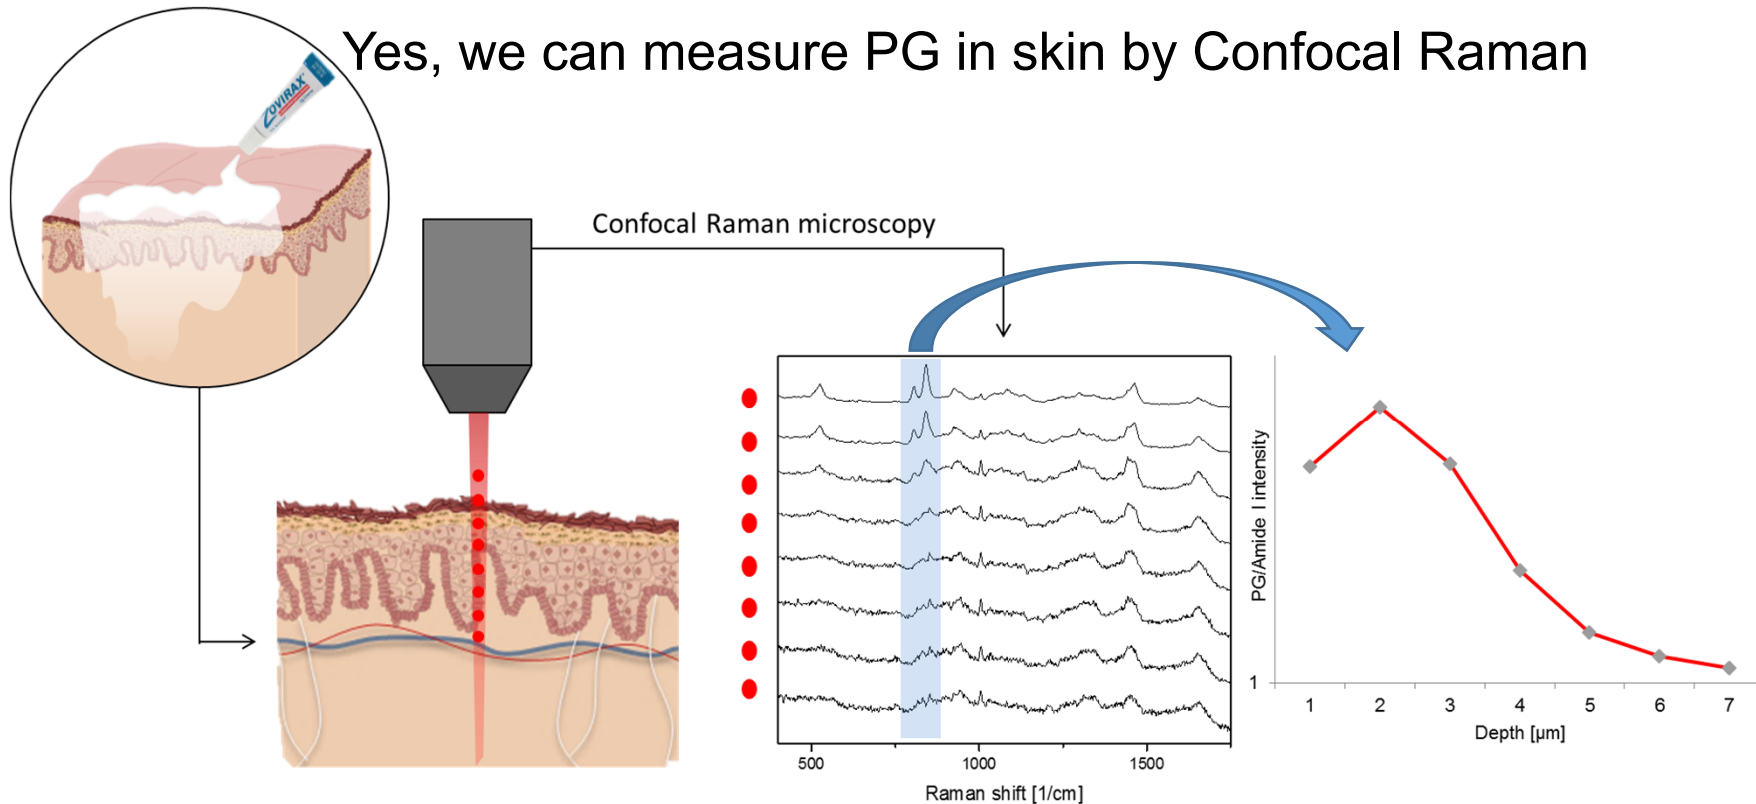 Yes, we can measure PG in skin by Confocal Raman
ZOVIRAX
Confocal Raman microscopy
PG/Amide I intensity
1
1 2 3 4 5 6 7
Depth [µm]
500 1000 1500
Raman shift [1/cm]